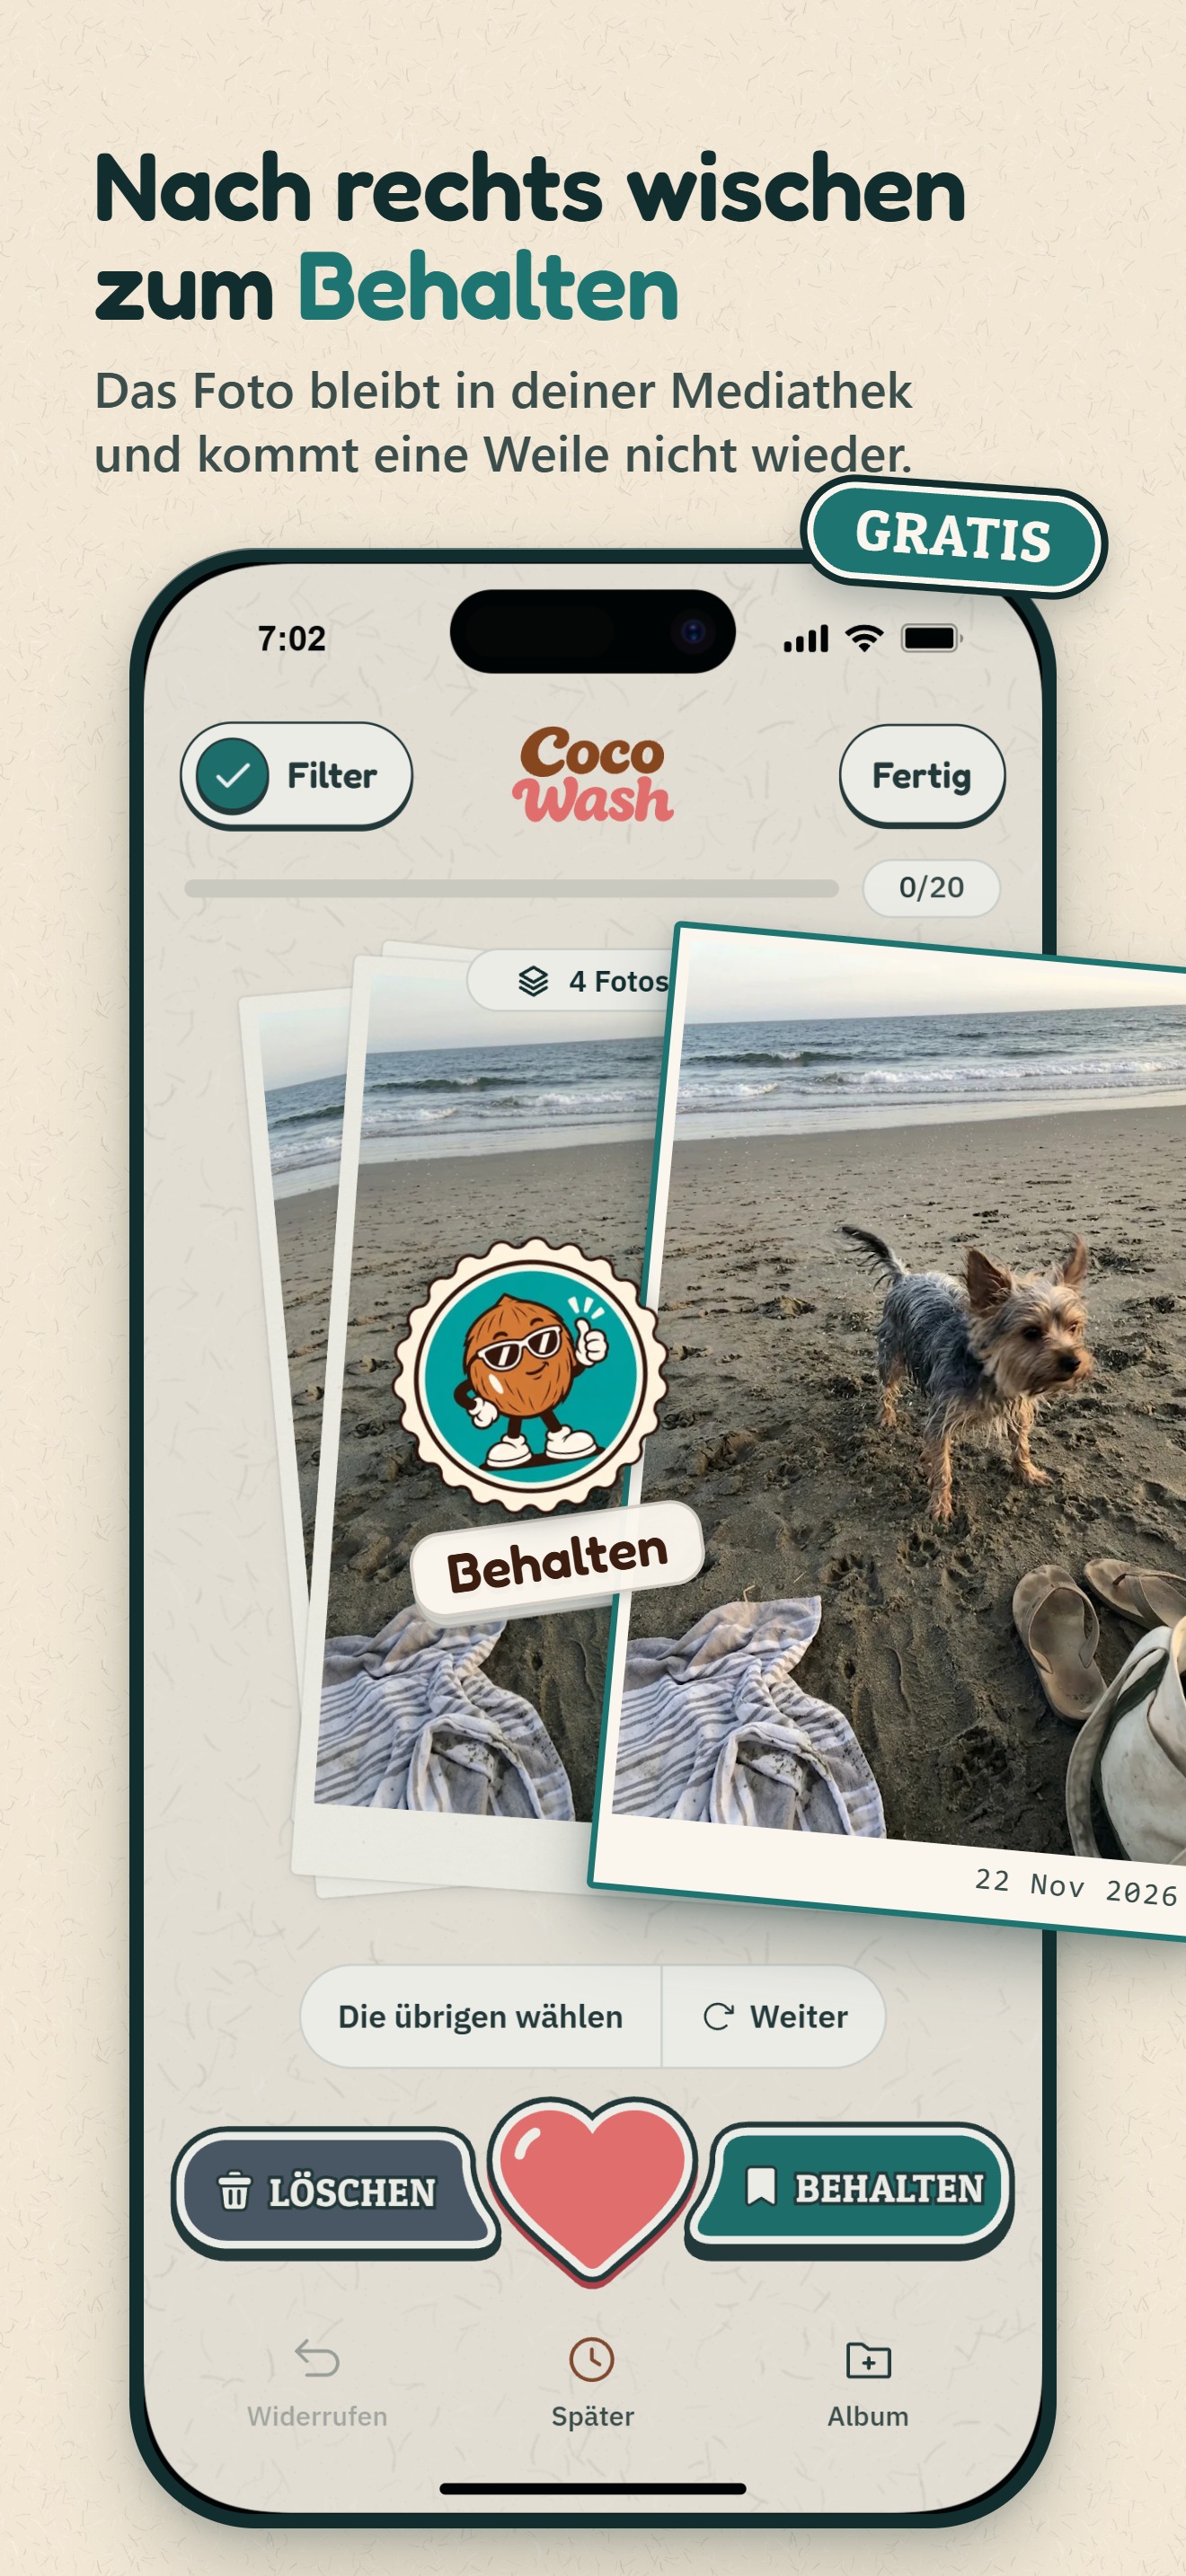 Nach rechts wischen
zum Behalten
Das Foto bleibt in deiner Mediathek
und kommt eine Weile nicht wieder.
GRATIS
7:02
Filter
Coco
Wash
Fertig
0/20
4 Fotos
Behalten
22 Nov 2026
Die übrigen wählen
Weiter
LÖSCHEN
BEHALTEN
Widerrufen
Später
Album